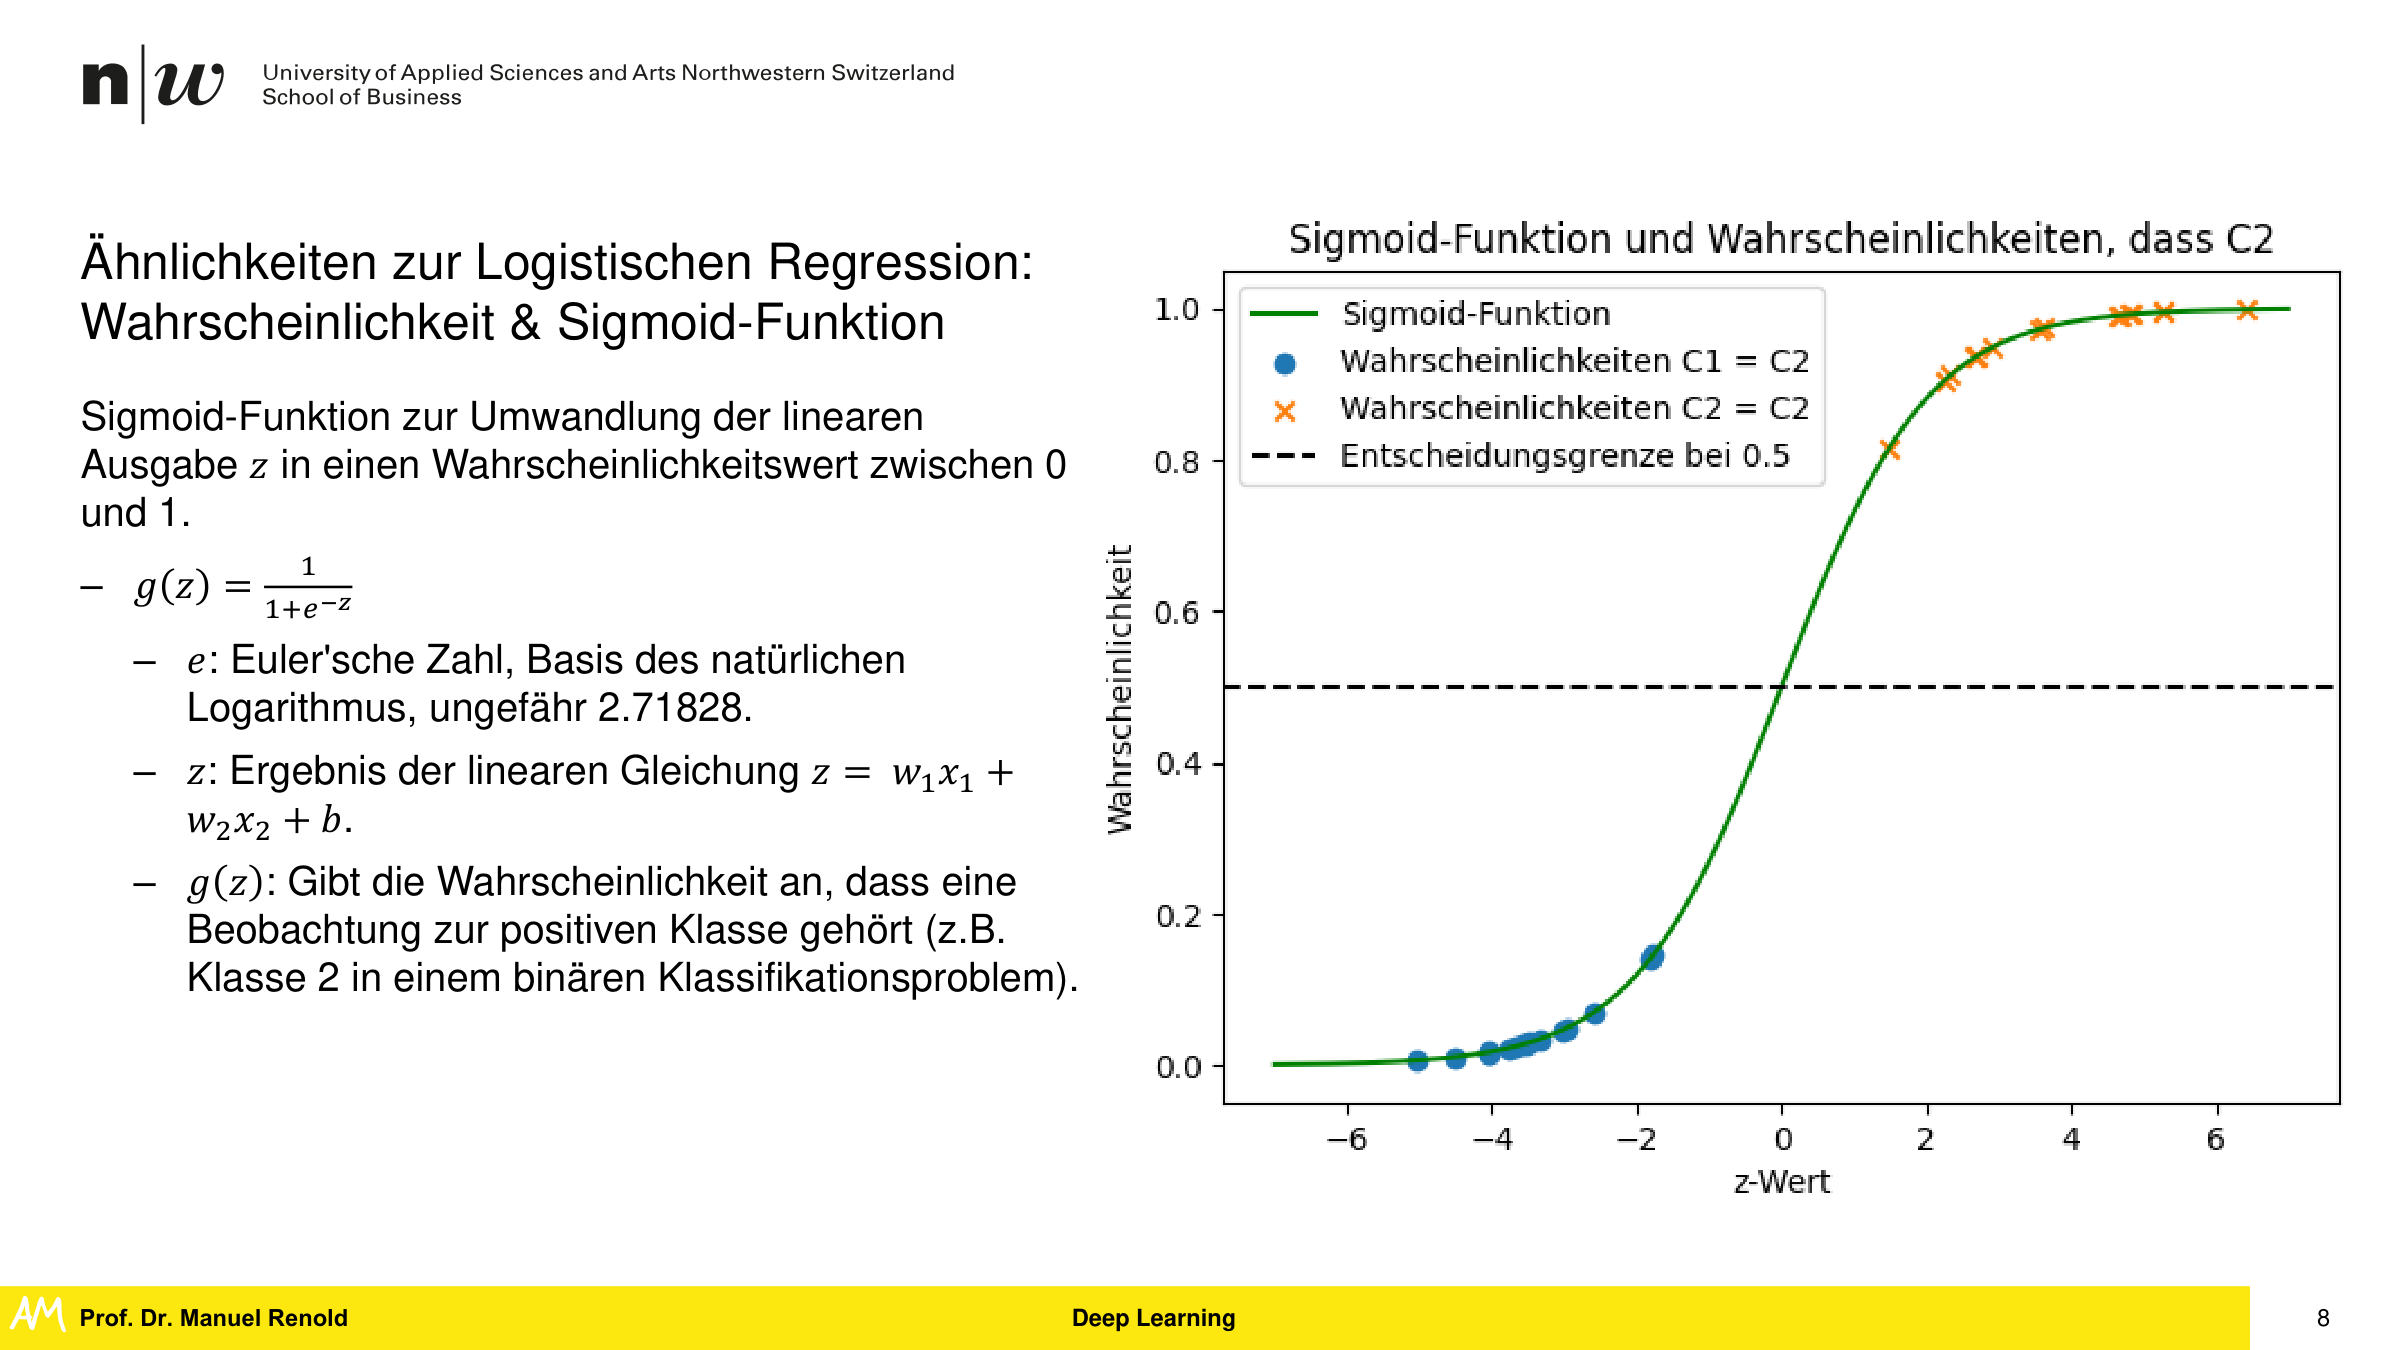 n|w University of Applied Sciences and Arts Northwestern Switzerland
School of Business
Ähnlichkeiten zur Logistischen Regression:
Wahrscheinlichkeit & Sigmoid-Funktion
Sigmoid-Funktion zur Umwandlung der linearen
Ausgabe z in einen Wahrscheinlichkeitswert zwischen 0
und 1.
– g(z) = 1/(1+e^−z)
– e: Euler'sche Zahl, Basis des natürlichen
Logarithmus, ungefähr 2.71828.
– z: Ergebnis der linearen Gleichung z = w₁x₁ +
w₂x₂ + b.
– g(z): Gibt die Wahrscheinlichkeit an, dass eine
Beobachtung zur positiven Klasse gehört (z.B.
Klasse 2 in einem binären Klassifikationsproblem).
Sigmoid-Funktion und Wahrscheinlichkeiten, dass C2
Sigmoid-Funktion
Wahrscheinlichkeiten C1 = C2
Wahrscheinlichkeiten C2 = C2
Entscheidungsgrenze bei 0.5
Wahrscheinlichkeit
1.0
0.8
0.6
0.4
0.2
0.0
−6 −4 −2 0 2 4 6
z-Wert
AM Prof. Dr. Manuel Renold Deep Learning 8